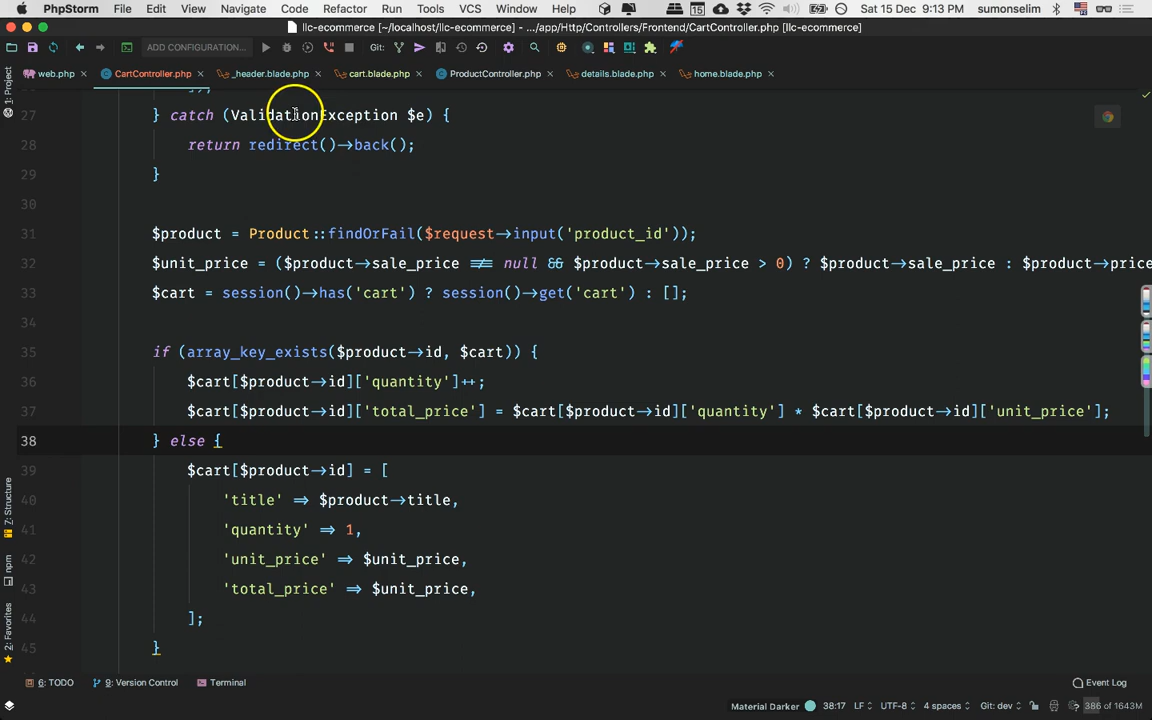 PhpStorm File Edit View Navigate Code Refactor Run Tools VCS Window Help 15 Sat 15 Dec 9:13 PM sumonselim
llc-ecommerce [~/localhost/llc-ecommerce] - .../app/Http/Controllers/Frontend/CartController.php [llc-ecommerce]
ADD CONFIGURATION... Git:
web.php CartController.php _header.blade.php cart.blade.php ProductController.php details.blade.php home.blade.php
1: Project
27 } catch (ValidationException $e) {
28 return redirect()→back();
29 }
30
31 $product = Product::findOrFail($request→input('product_id'));
32 $unit_price = ($product→sale_price !== null && $product→sale_price > 0) ? $product→sale_price : $product→price
33 $cart = session()→has('cart') ? session()→get('cart') : [];
34
35 if (array_key_exists($product→id, $cart)) {
36 $cart[$product→id]['quantity']++;
37 $cart[$product→id]['total_price'] = $cart[$product→id]['quantity'] * $cart[$product→id]['unit_price'];
38 } else {
39 $cart[$product→id] = [
40 'title' ⇒ $product→title,
41 'quantity' ⇒ 1,
42 'unit_price' ⇒ $unit_price,
43 'total_price' ⇒ $unit_price,
44 ];
45 }
7: Structure
npm
2: Favorites
6: TODO 9: Version Control Terminal Event Log
Material Darker 38:17 LF UTF-8 4 spaces Git: dev 386 of 1643M